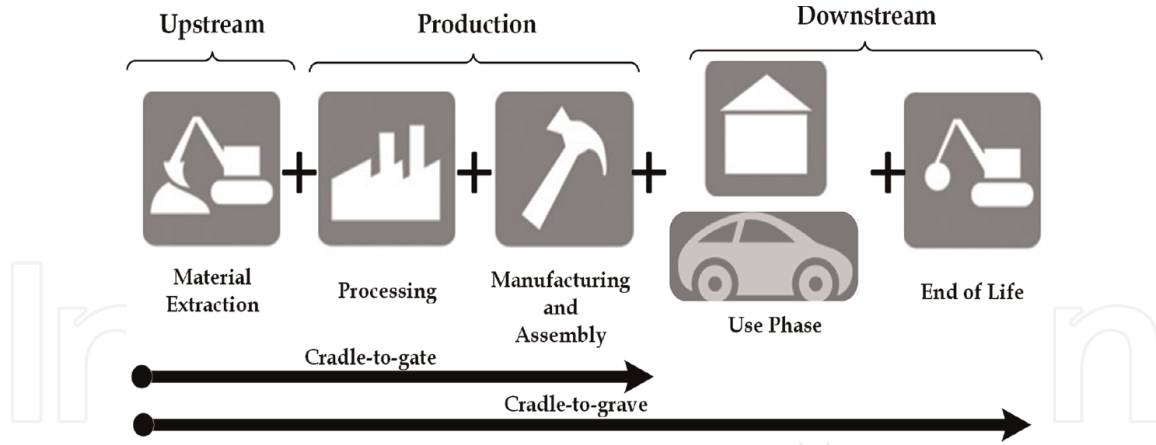 Upstream
Production
Downstream
Material
Extraction
Processing
Manufacturing
and
Assembly
Use Phase
End of Life
Cradle-to-gate
Cradle-to-grave